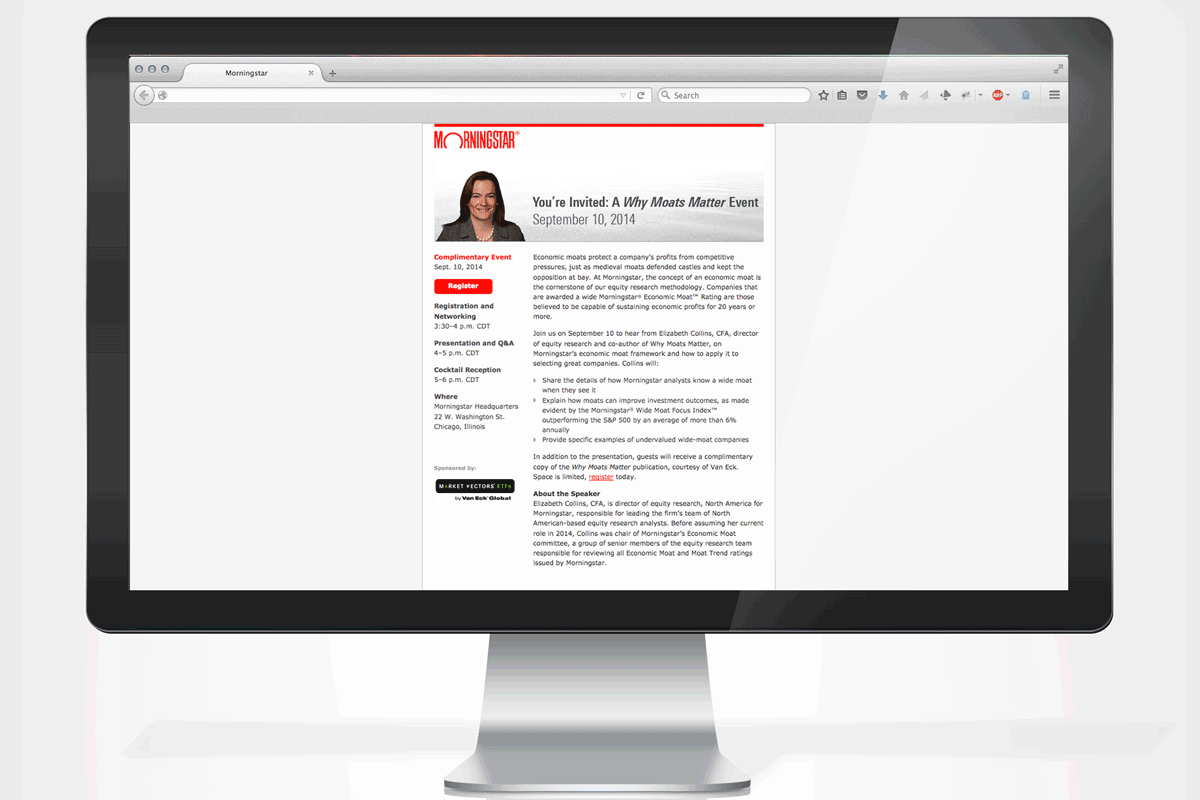 Morningstar
Search
ABP
MORNINGSTAR®
You're Invited: A Why Moats Matter Event
September 10, 2014
Complimentary Event
Sept. 10, 2014
Register
Registration and
Networking
3:30–4 p.m. CDT
Presentation and Q&A
4–5 p.m. CDT
Cocktail Reception
5–6 p.m. CDT
Where
Morningstar Headquarters
22 W. Washington St.
Chicago, Illinois
Sponsored by:
MARKET VECTORS® ETFs
by Van Eck Global
Economic moats protect a company's profits from competitive
pressures, just as medieval moats defended castles and kept the
opposition at bay. At Morningstar, the concept of an economic moat is
the cornerstone of our equity research methodology. Companies that
are awarded a wide Morningstar® Economic Moat™ Rating are those
believed to be capable of sustaining economic profits for 20 years or
more.
Join us on September 10 to hear from Elizabeth Collins, CFA, director
of equity research and co-author of Why Moats Matter, on
Morningstar's economic moat framework and how to apply it to
selecting great companies. Collins will:
Share the details of how Morningstar analysts know a wide moat
when they see it
Explain how moats can improve investment outcomes, as made
evident by the Morningstar® Wide Moat Focus Index™
outperforming the S&P 500 by an average of more than 6%
annually
Provide specific examples of undervalued wide-moat companies
In addition to the presentation, guests will receive a complimentary
copy of the Why Moats Matter publication, courtesy of Van Eck.
Space is limited, register today.
About the Speaker
Elizabeth Collins, CFA, is director of equity research, North America for
Morningstar, responsible for leading the firm's team of North
American-based equity research analysts. Before assuming her current
role in 2014, Collins was chair of Morningstar's Economic Moat
committee, a group of senior members of the equity research team
responsible for reviewing all Economic Moat and Moat Trend ratings
issued by Morningstar.